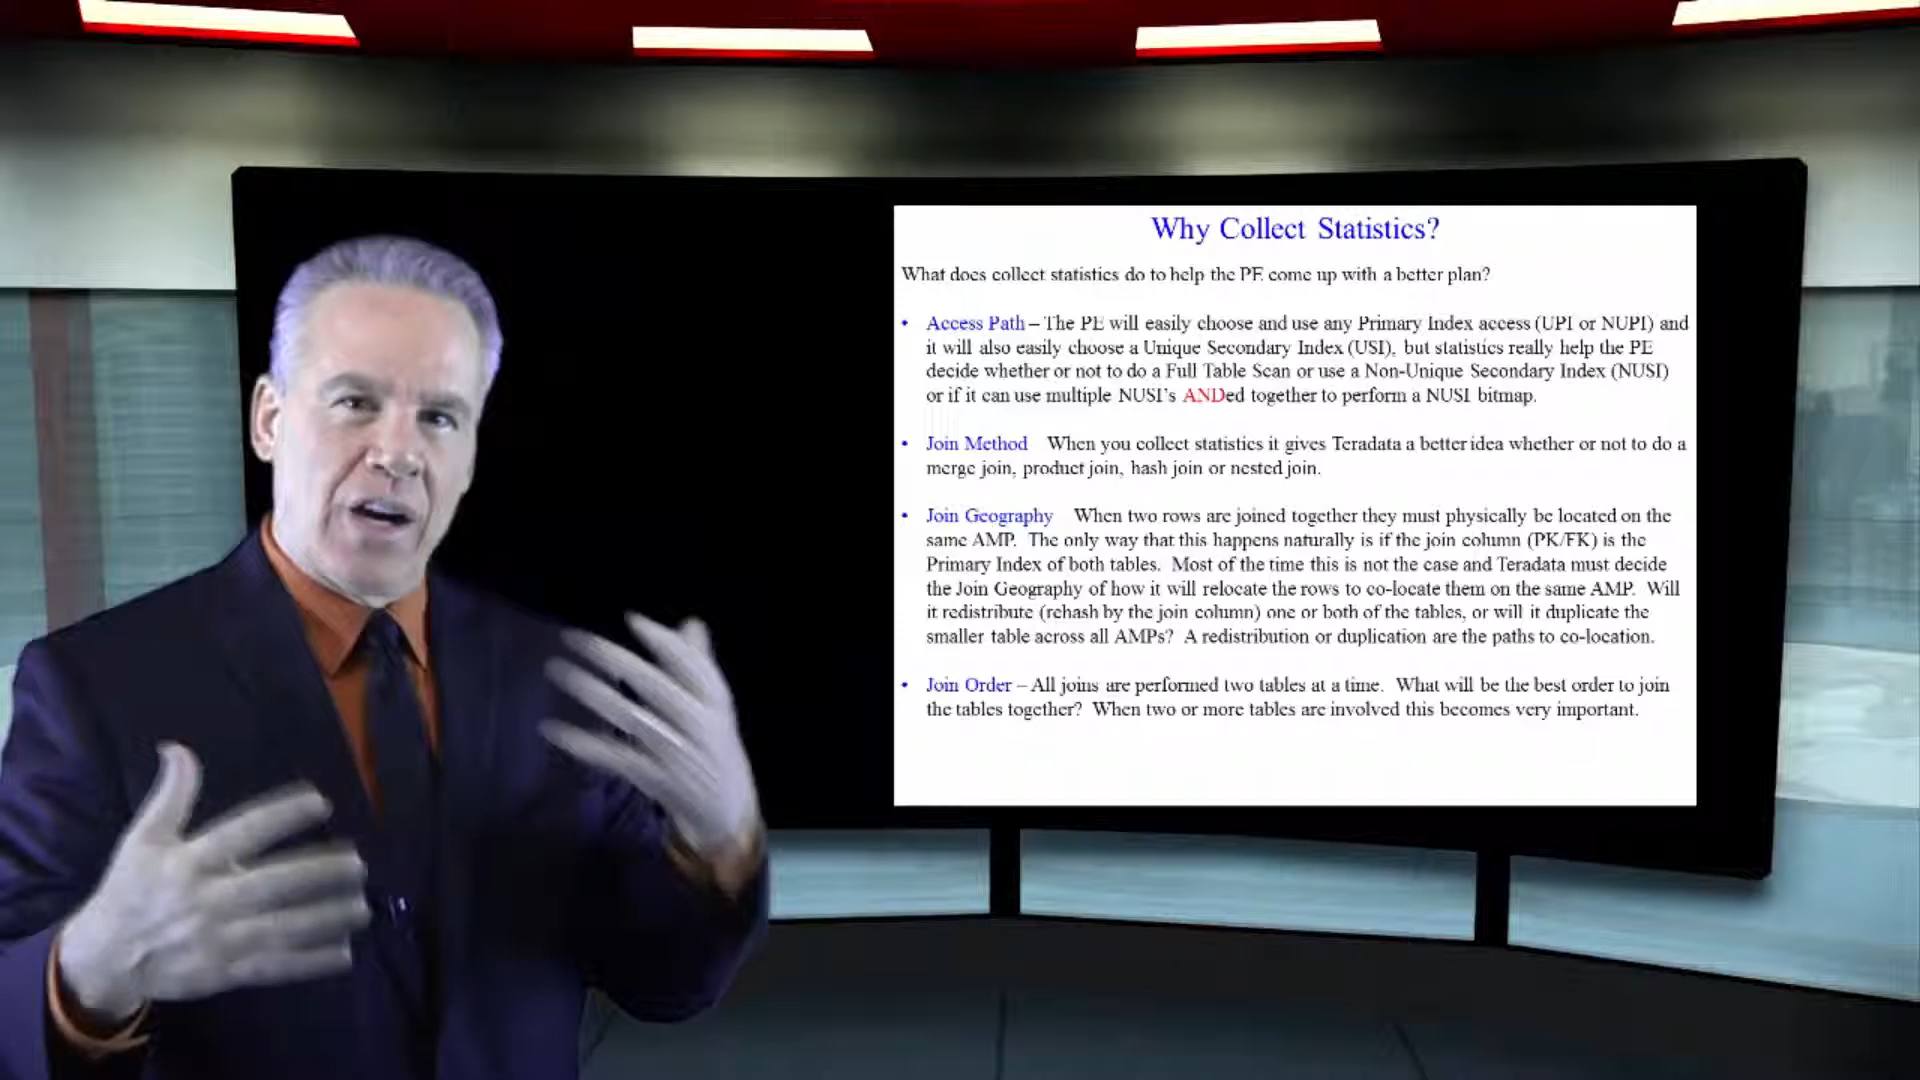 Why Collect Statistics?
What does collect statistics do to help the PE come up with a better plan?
• Access Path – The PE will easily choose and use any Primary Index access (UPI or NUPI) and
it will also easily choose a Unique Secondary Index (USI), but statistics really help the PE
decide whether or not to do a Full Table Scan or use a Non-Unique Secondary Index (NUSI)
or if it can use multiple NUSI's ANDed together to perform a NUSI bitmap.
• Join Method When you collect statistics it gives Teradata a better idea whether or not to do a
merge join, product join, hash join or nested join.
• Join Geography When two rows are joined together they must physically be located on the
same AMP. The only way that this happens naturally is if the join column (PK/FK) is the
Primary Index of both tables. Most of the time this is not the case and Teradata must decide
the Join Geography of how it will relocate the rows to co-locate them on the same AMP. Will
it redistribute (rehash by the join column) one or both of the tables, or will it duplicate the
smaller table across all AMPs? A redistribution or duplication are the paths to co-location.
• Join Order – All joins are performed two tables at a time. What will be the best order to join
the tables together? When two or more tables are involved this becomes very important.